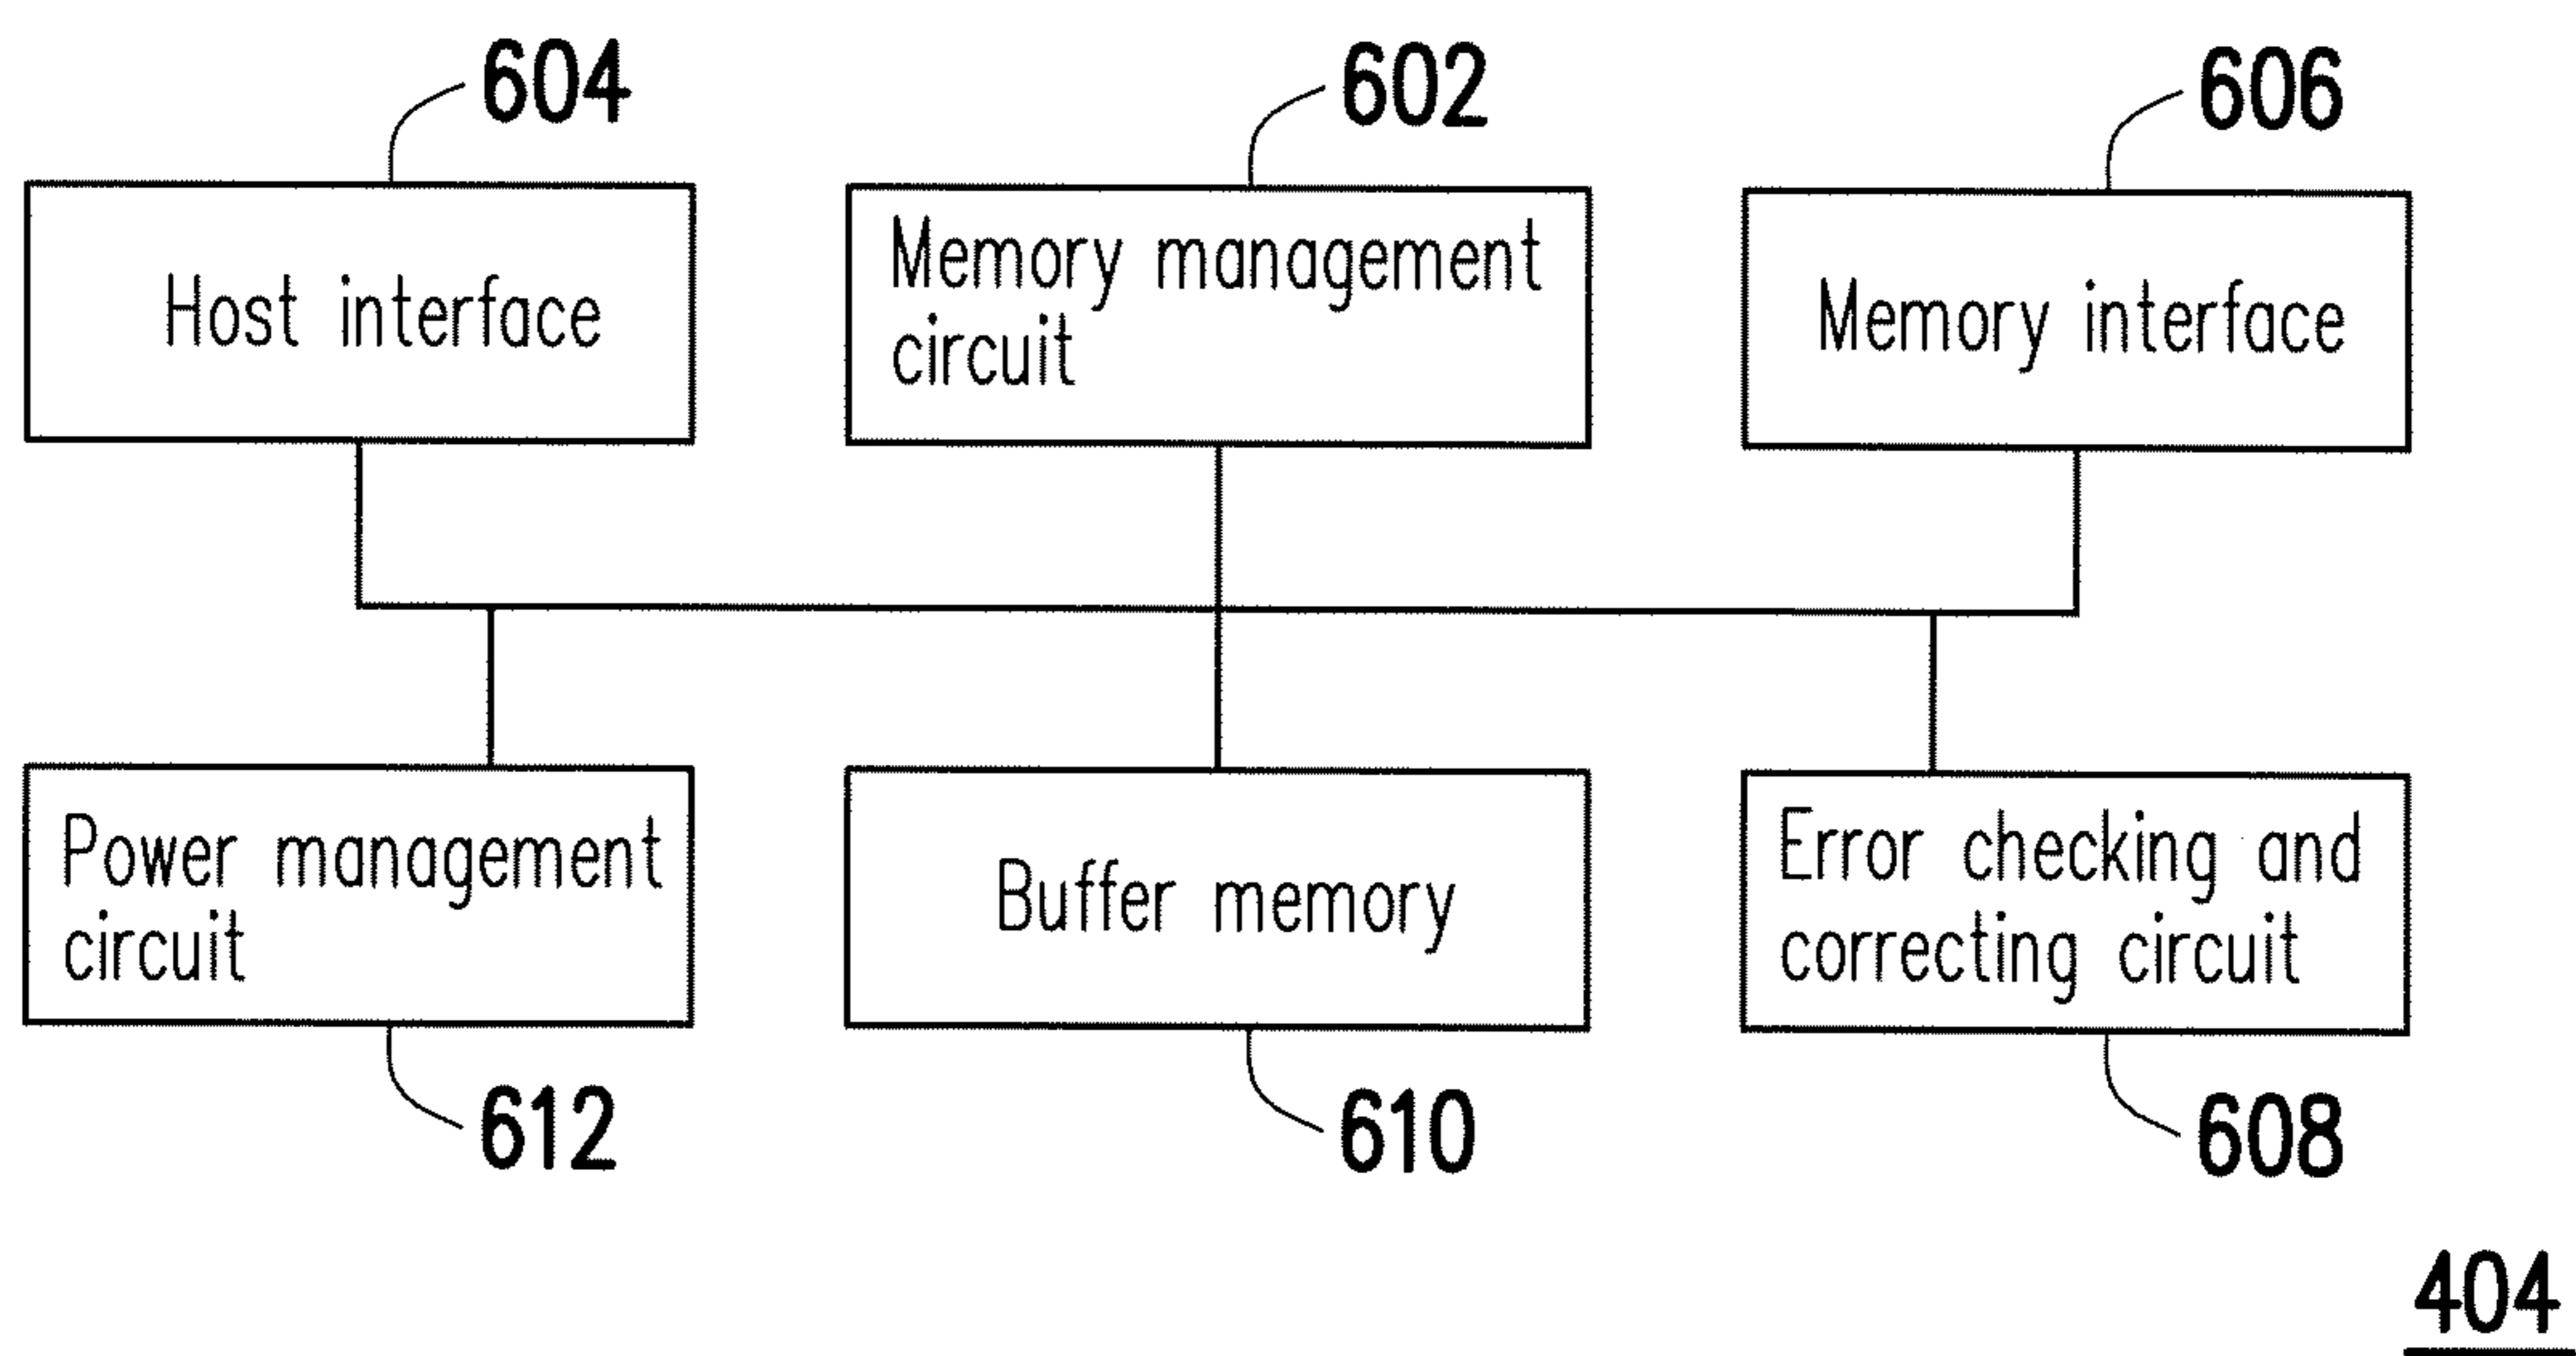 604
602
606
Host interface
Memory management
circuit
Memory interface
Power management
circuit
Buffer memory
Error checking and
correcting circuit
612
610
608
404